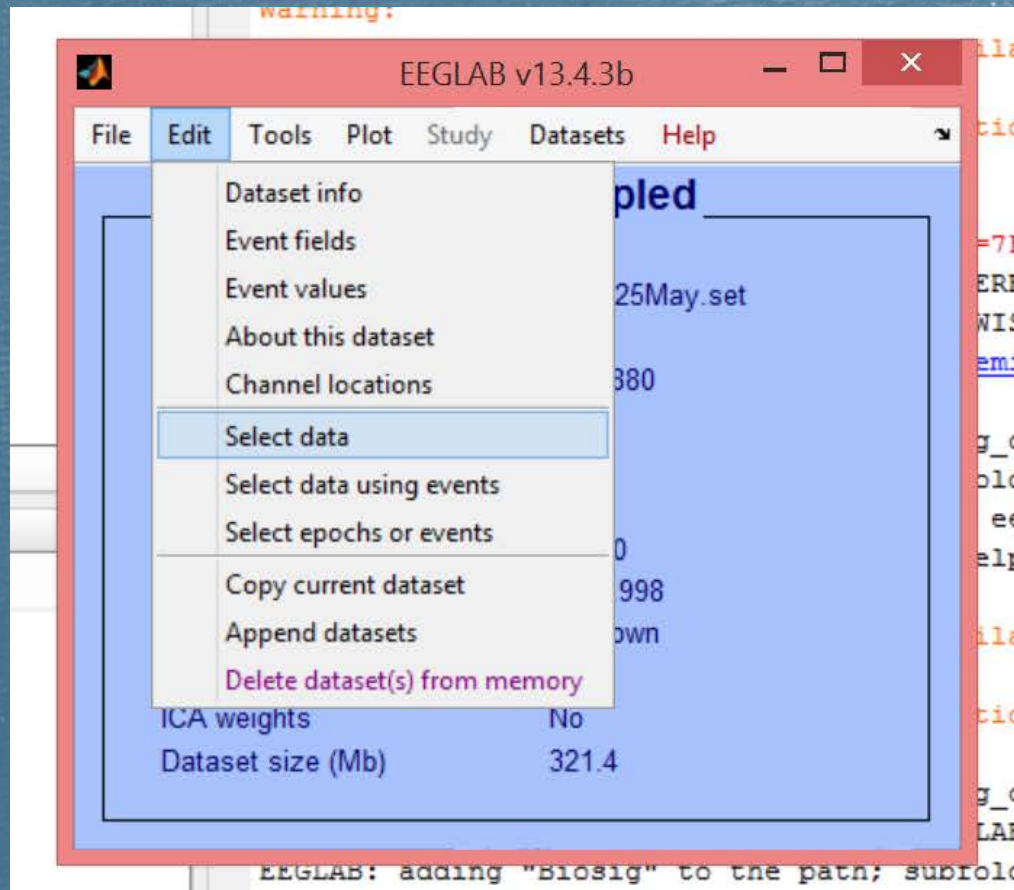 warning:
EEGLAB v13.4.3b
File Edit Tools Plot Study Datasets Help
Dataset info
Event fields
Event values
About this dataset
Channel locations
Select data
Select data using events
Select epochs or events
Copy current dataset
Append datasets
Delete dataset(s) from memory
pled
25May.set
380
0
998
own
ICA weights No
Dataset size (Mb) 321.4
EEGLAB: adding "Biosig" to the path; subfold